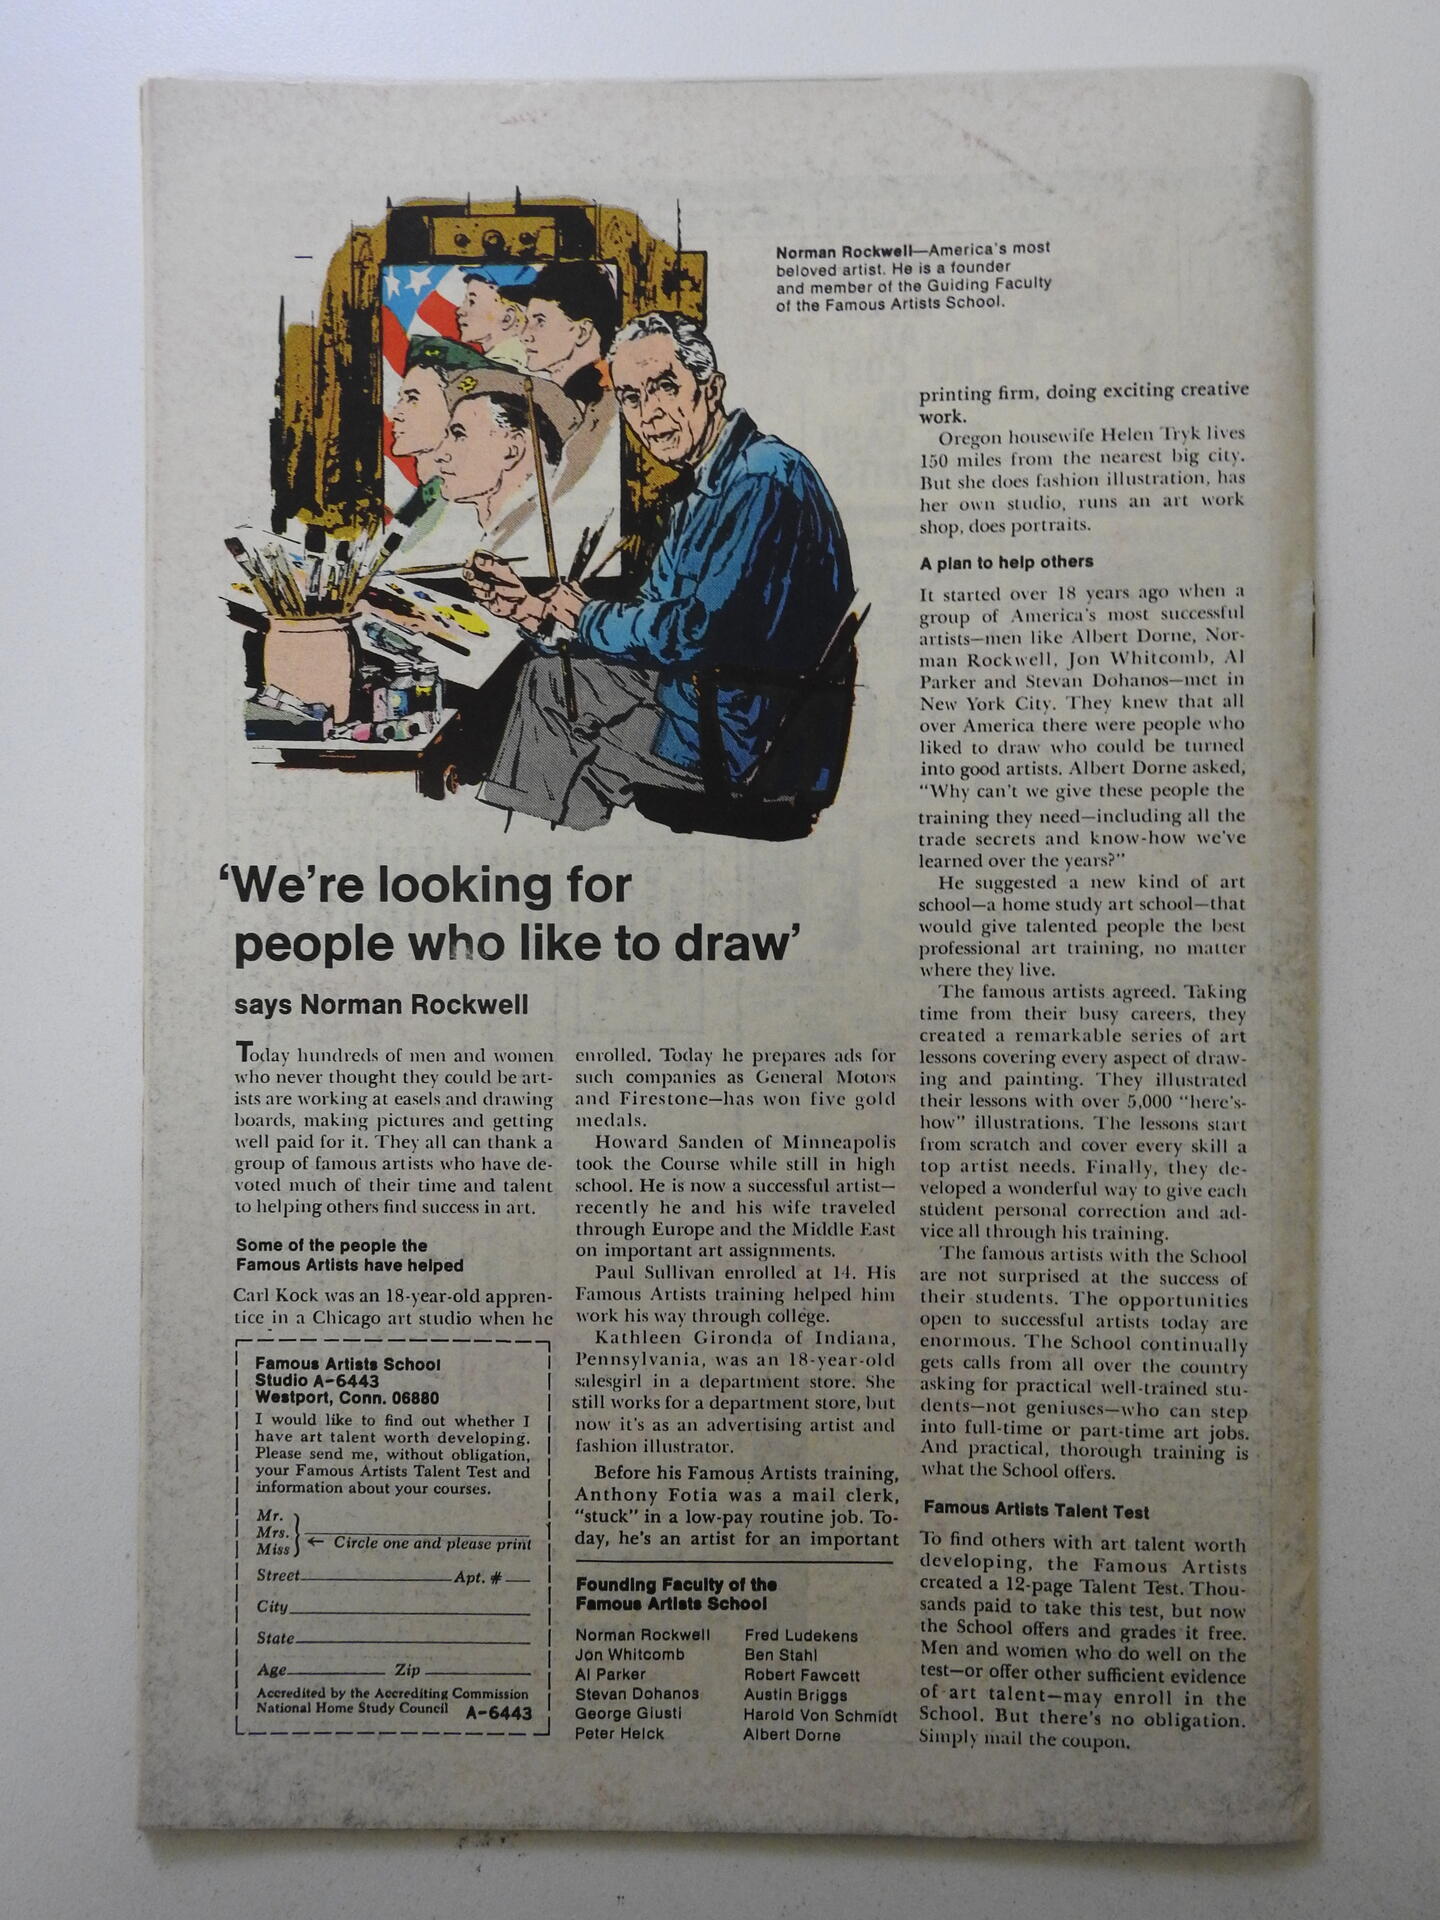 Norman Rockwell—America's most
beloved artist. He is a founder
and member of the Guiding Faculty
of the Famous Artists School.
‘We're looking for
people who like to draw’
says Norman Rockwell
Today hundreds of men and women
who never thought they could be art-
ists are working at easels and drawing
boards, making pictures and getting
well paid for it. They all can thank a
group of famous artists who have de-
voted much of their time and talent
to helping others find success in art.
Some of the people the
Famous Artists have helped
Carl Kock was an 18-year-old appren-
tice in a Chicago art studio when he
enrolled. Today he prepares ads for
such companies as General Motors
and Firestone—has won five gold
medals.
Howard Sanden of Minneapolis
took the Course while still in high
school. He is now a successful artist—
recently he and his wife traveled
through Europe and the Middle East
on important art assignments.
Paul Sullivan enrolled at 14. His
Famous Artists training helped him
work his way through college.
Kathleen Gironda of Indiana,
Pennsylvania, was an 18-year-old
salesgirl in a department store. She
still works for a department store, but
now it's as an advertising artist and
fashion illustrator.
Before his Famous Artists training,
Anthony Fotia was a mail clerk,
“stuck” in a low-pay routine job. To-
day, he's an artist for an important
printing firm, doing exciting creative
work.
Oregon housewife Helen Tryk lives
150 miles from the nearest big city.
But she does fashion illustration, has
her own studio, runs an art work
shop, does portraits.
A plan to help others
It started over 18 years ago when a
group of America's most successful
artists—men like Albert Dorne, Nor-
man Rockwell, Jon Whitcomb, Al
Parker and Stevan Dohanos—met in
New York City. They knew that all
over America there were people who
liked to draw who could be turned
into good artists. Albert Dorne asked,
“Why can't we give these people the
training they need—including all the
trade secrets and know-how we've
learned over the years?”
He suggested a new kind of art
school—a home study art school—that
would give talented people the best
professional art training, no matter
where they live.
The famous artists agreed. Taking
time from their busy careers, they
created a remarkable series of art
lessons covering every aspect of draw-
ing and painting. They illustrated
their lessons with over 5,000 “here's-
how” illustrations. The lessons start
from scratch and cover every skill a
top artist needs. Finally, they de-
veloped a wonderful way to give each
student personal correction and ad-
vice all through his training.
The famous artists with the School
are not surprised at the success of
their students. The opportunities
open to successful artists today are
enormous. The School continually
gets calls from all over the country
asking for practical well-trained stu-
dents—not geniuses—who can step
into full-time or part-time art jobs.
And practical, thorough training is
what the School offers.
Famous Artists Talent Test
To find others with art talent worth
developing, the Famous Artists
created a 12-page Talent Test. Thou-
sands paid to take this test, but now
the School offers and grades it free.
Men and women who do well on the
test—or offer other sufficient evidence
of art talent—may enroll in the
School. But there's no obligation.
Simply mail the coupon.
Famous Artists School
Studio A-6443
Westport, Conn. 06880
I would like to find out whether I
have art talent worth developing.
Please send me, without obligation,
your Famous Artists Talent Test and
information about your courses.
Mr.
Mrs.
Miss
← Circle one and please print
Street Apt. #
City
State
Age Zip
Accredited by the Accrediting Commission
National Home Study Council A-6443
Founding Faculty of the
Famous Artists School
Norman Rockwell
Jon Whitcomb
Al Parker
Stevan Dohanos
George Giusti
Peter Helck
Fred Ludekens
Ben Stahl
Robert Fawcett
Austin Briggs
Harold Von Schmidt
Albert Dorne